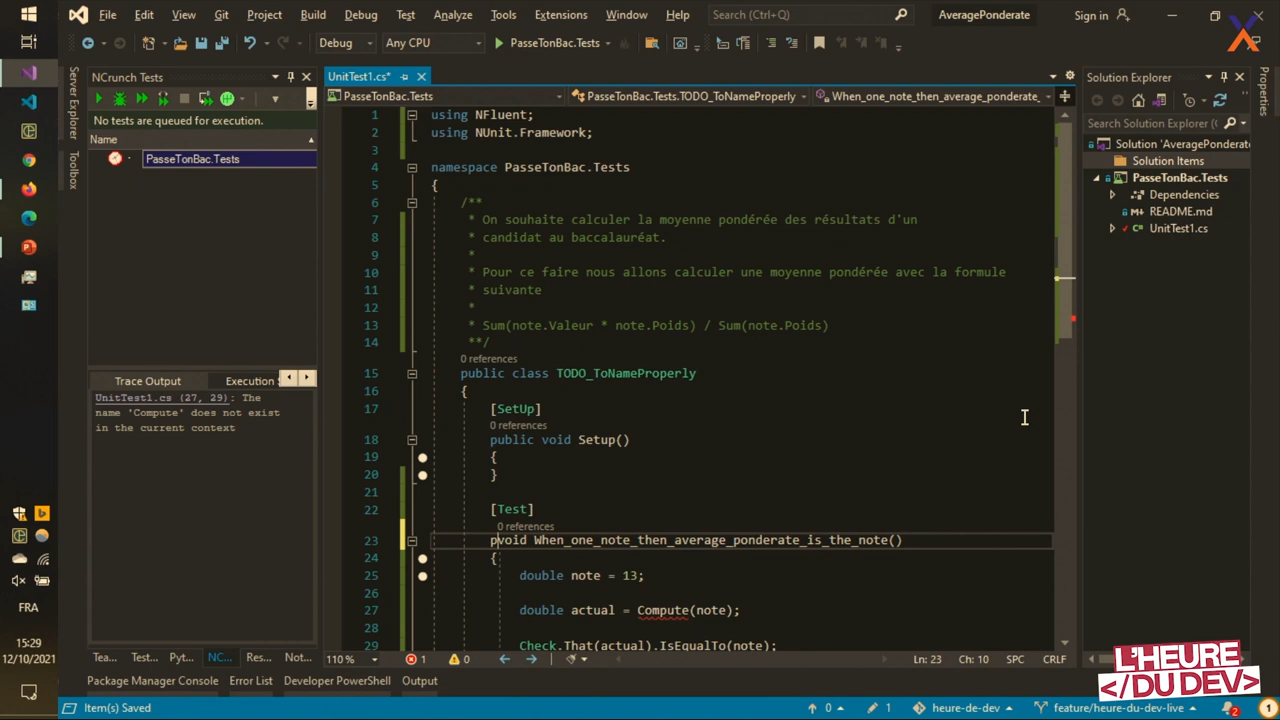 File Edit View Git Project Build Debug Test Analyze Tools Extensions Window Help Search (Ctrl+Q) AveragePonderate Sign in
Debug Any CPU PasseTonBac.Tests
NCrunch Tests
No tests are queued for execution.
Name
PasseTonBac.Tests
Server Explorer
Toolbox
Trace Output Execution
UnitTest1.cs (27, 29): The
name 'Compute' does not exist
in the current context
UnitTest1.cs*
PasseTonBac.Tests PasseTonBac.Tests.TODO_ToNameProperly When_one_note_then_average_ponderate_
1 using NFluent;
2 using NUnit.Framework;
3
4 namespace PasseTonBac.Tests
5 {
6 /**
7 * On souhaite calculer la moyenne pondérée des résultats d'un
8 * candidat au baccalauréat.
9 *
10 * Pour ce faire nous allons calculer une moyenne pondérée avec la formule
11 * suivante
12 *
13 * Sum(note.Valeur * note.Poids) / Sum(note.Poids)
14 **/
0 references
15 public class TODO_ToNameProperly
16 {
17 [SetUp]
0 references
18 public void Setup()
19 {
20 }
21
22 [Test]
0 references
23 pvoid When_one_note_then_average_ponderate_is_the_note()
24 {
25 double note = 13;
26
27 double actual = Compute(note);
28
29 Check.That(actual).IsEqualTo(note);
110 % 1 0 Ln: 23 Ch: 10 SPC CRLF
Solution Explorer
Search Solution Explorer
Solution 'AveragePonderate
Solution Items
PasseTonBac.Tests
Dependencies
README.md
UnitTest1.cs
Properties
Tea... Test... Pyt... NC... Res... Not...
Package Manager Console Error List Developer PowerShell Output
Item(s) Saved 0 1 heure-de-dev feature/heure-du-dev-live 2 1
FRA
15:29
12/10/2021
L'HEURE
</DU DEV>